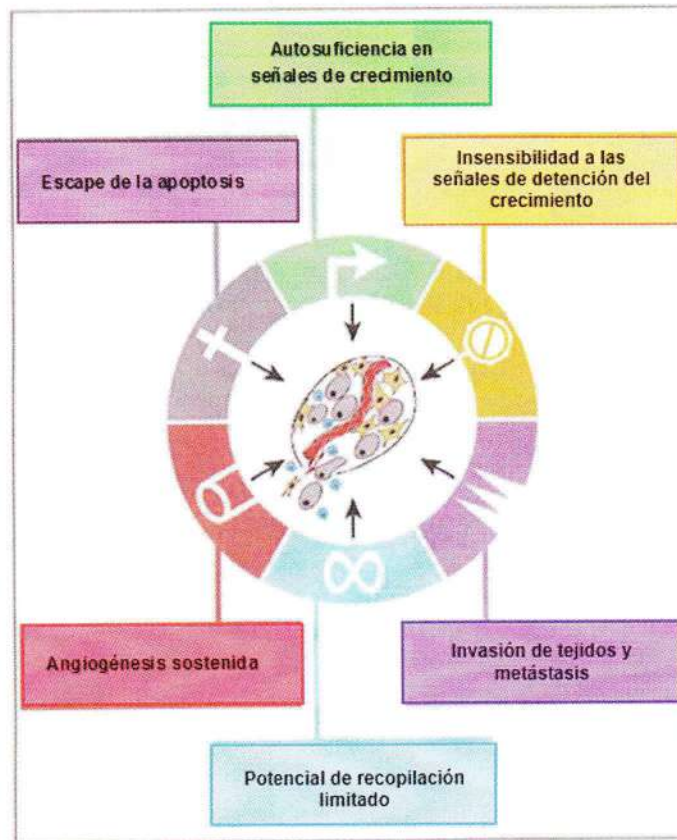 Autosuficiencia en
señales de crecimiento
Escape de la apoptosis
Insensibilidad a las
señales de detención del
crecimiento
Angiogénesis sostenida
Invasión de tejidos y
metástasis
Potencial de recopilación
limitado